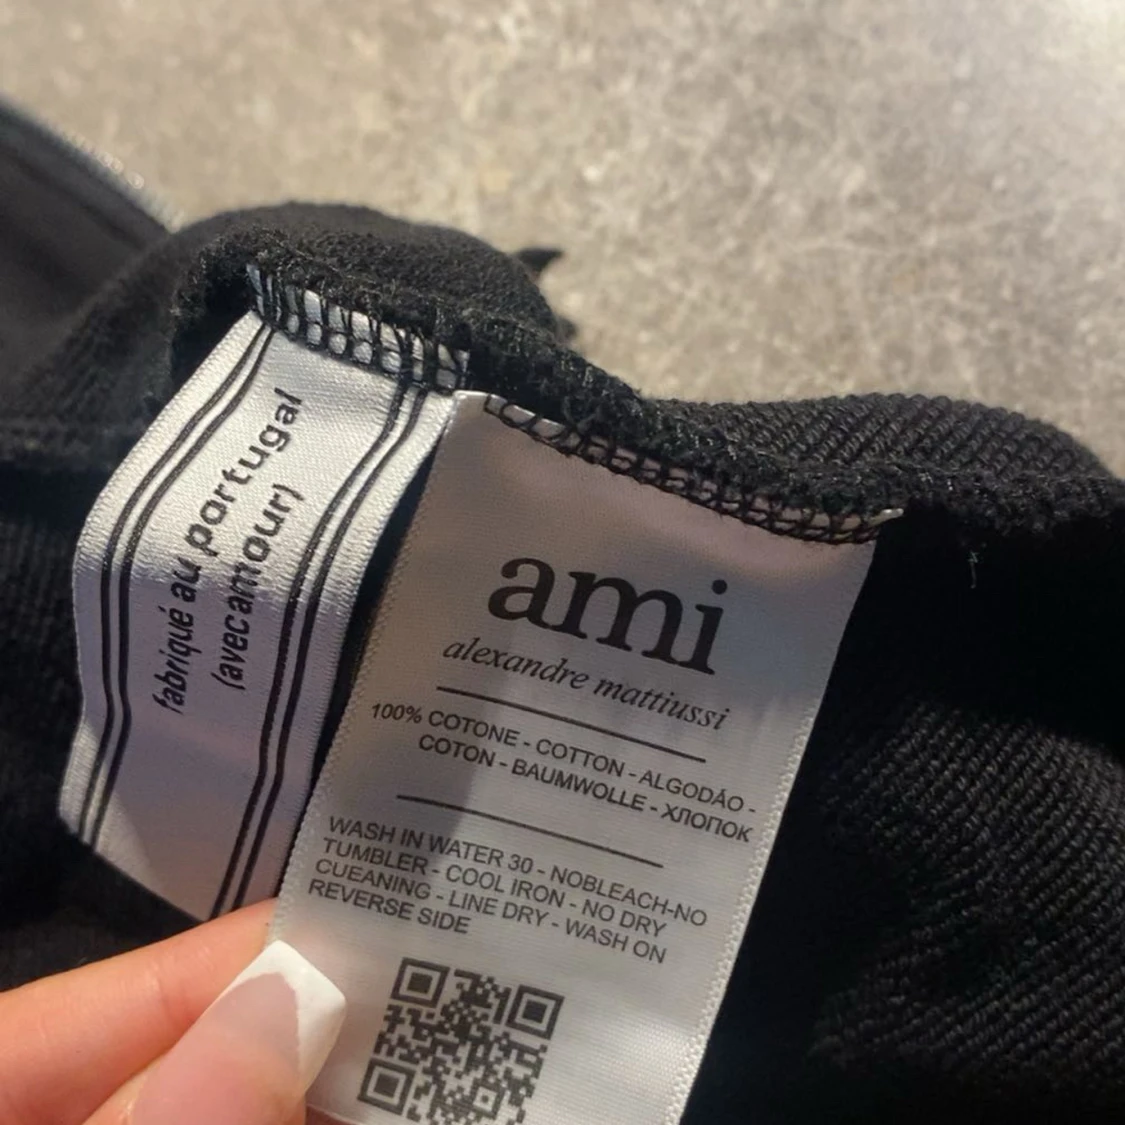 fabriqué au portugal
(avecamour)
ami
alexandre mattiussi
100% COTONE - COTTON - ALGODÃO -
COTON - BAUMWOLLE - ХЛОПОК
WASH IN WATER 30 - NOBLEACH-NO
TUMBLER - COOL IRON - NO DRY
CUEANING - LINE DRY - WASH ON
REVERSE SIDE